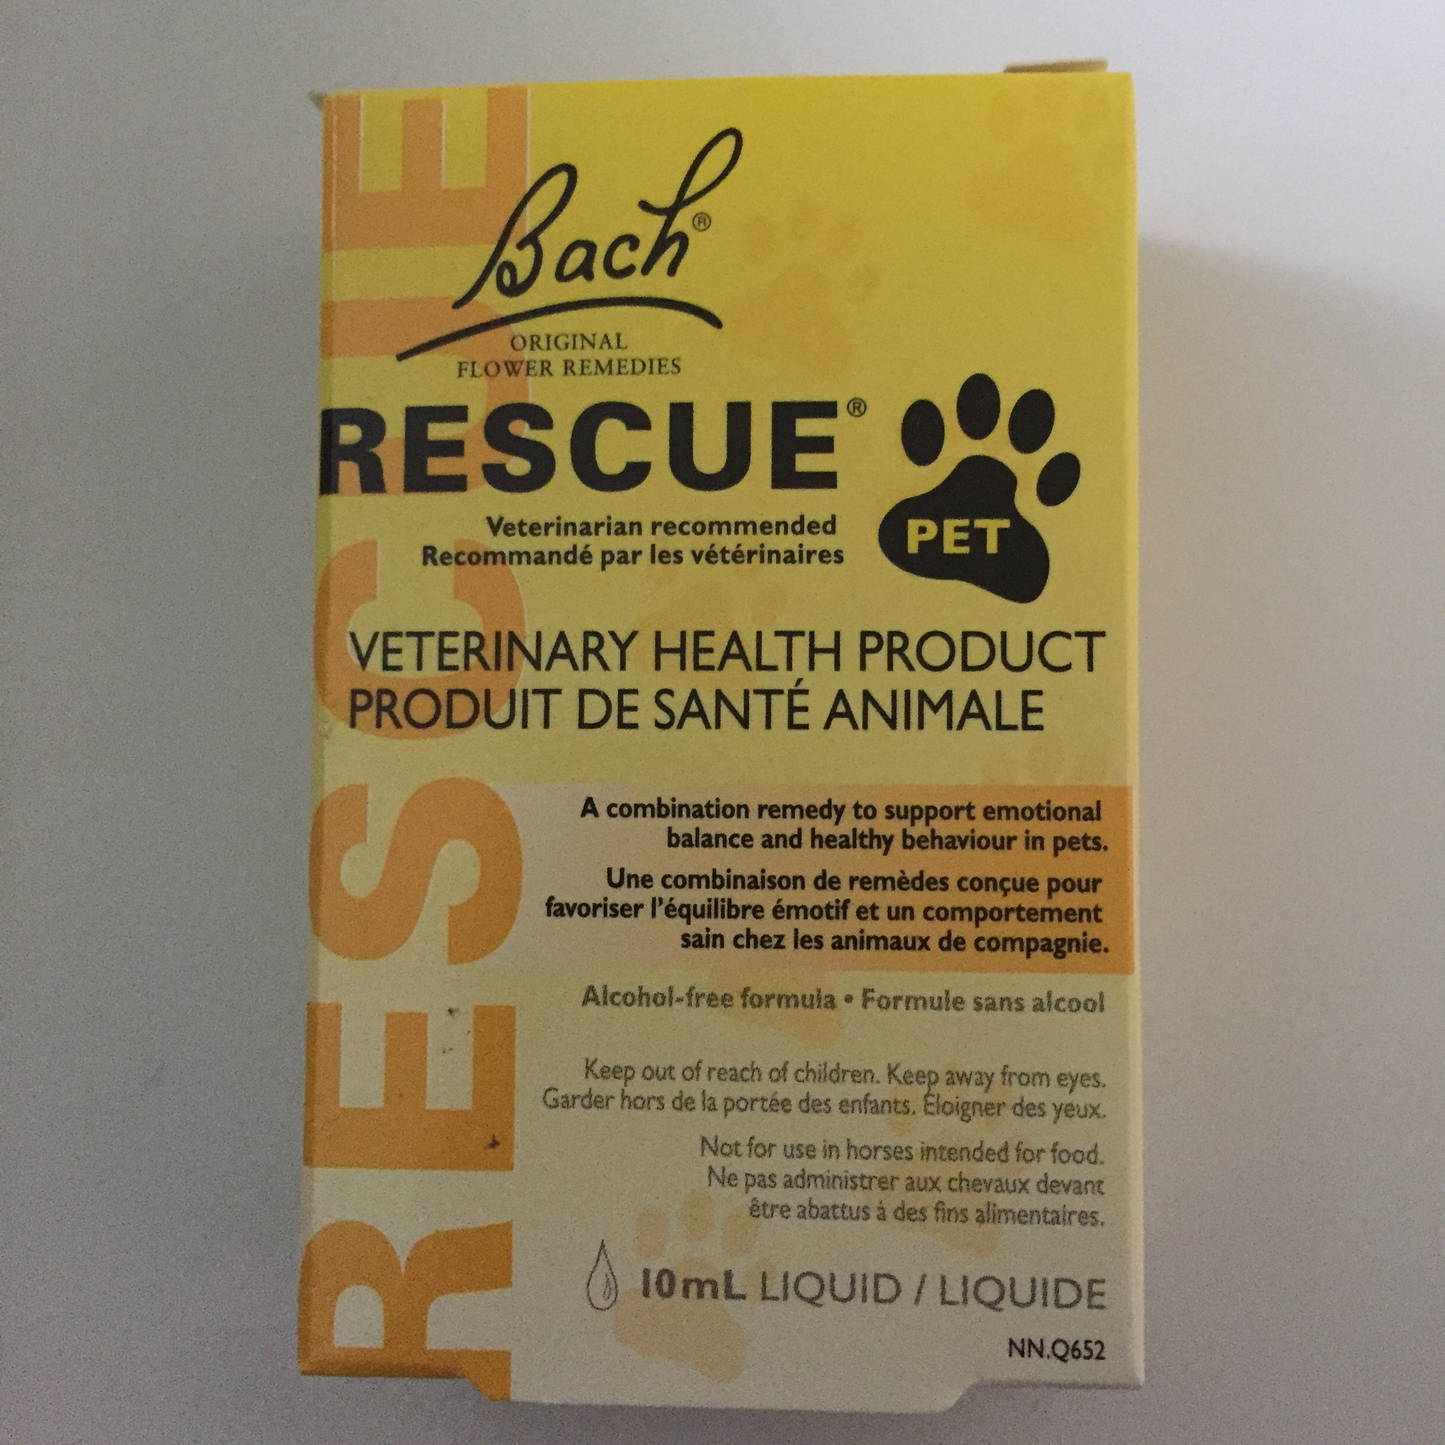 RESCUE
Bach®
ORIGINAL
FLOWER REMEDIES
RESCUE®
PET
Veterinarian recommended
Recommandé par les vétérinaires
VETERINARY HEALTH PRODUCT
PRODUIT DE SANTÉ ANIMALE
A combination remedy to support emotional
balance and healthy behaviour in pets.
Une combinaison de remèdes conçue pour
favoriser l'équilibre émotif et un comportement
sain chez les animaux de compagnie.
Alcohol-free formula • Formule sans alcool
Keep out of reach of children. Keep away from eyes.
Garder hors de la portée des enfants. Éloigner des yeux.
Not for use in horses intended for food.
Ne pas administrer aux chevaux devant
être abattus à des fins alimentaires.
10mL LIQUID / LIQUIDE
NN.Q652